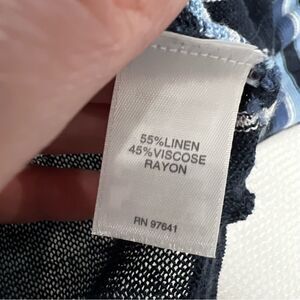 55%LINEN
45%VISCOSE
RAYON
RN 97641